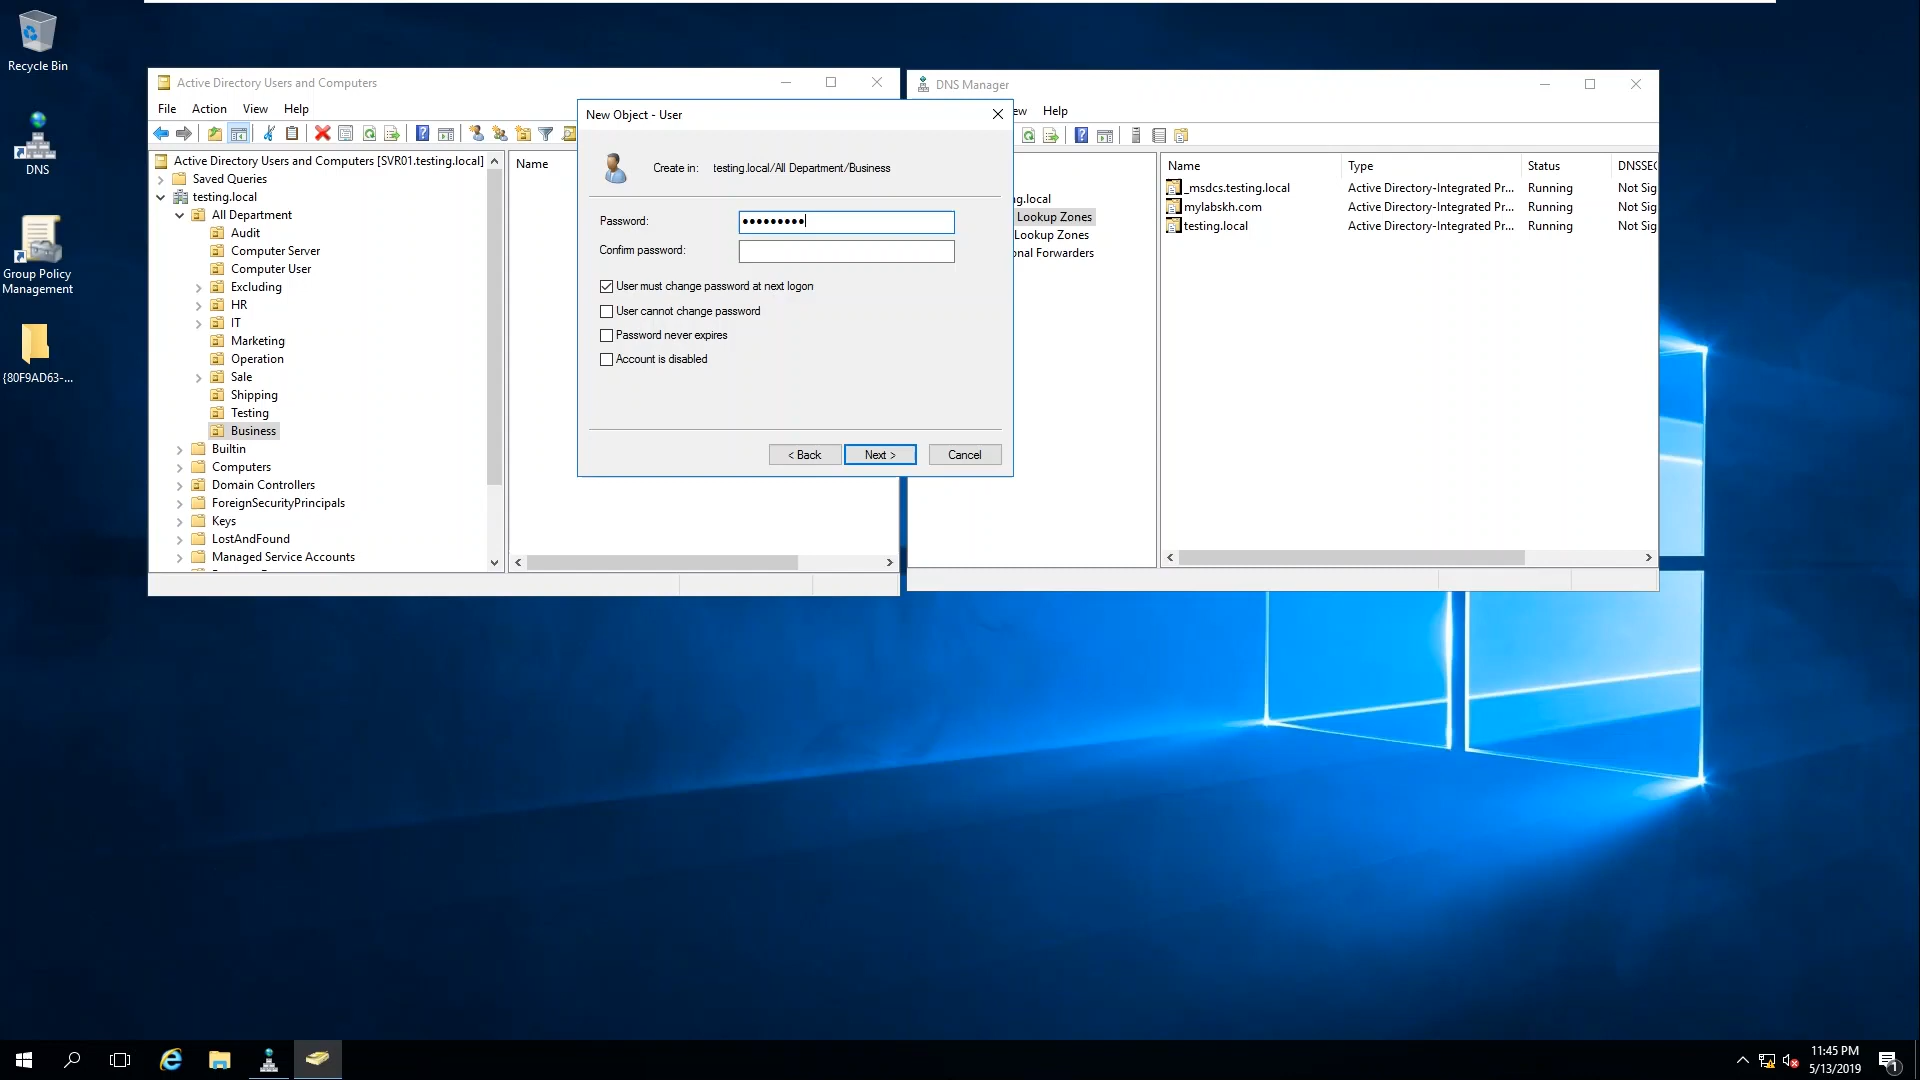 Recycle Bin
DNS
Group Policy
Management
{80F9AD63-...
Active Directory Users and Computers
File Action View Help
Active Directory Users and Computers [SVR01.testing.local]
Saved Queries
testing.local
All Department
Audit
Computer Server
Computer User
Excluding
HR
IT
Marketing
Operation
Sale
Shipping
Testing
Business
Builtin
Computers
Domain Controllers
ForeignSecurityPrincipals
Keys
LostAndFound
Managed Service Accounts
Name
New Object - User
Create in: testing.local/All Department/Business
Password: •••••••••
Confirm password:
User must change password at next logon
User cannot change password
Password never expires
Account is disabled
< Back Next > Cancel
DNS Manager
ew Help
ng.local
Lookup Zones
Lookup Zones
onal Forwarders
Name Type Status DNSSEC
_msdcs.testing.local Active Directory-Integrated Pr... Running Not Sig
mylabskh.com Active Directory-Integrated Pr... Running Not Sig
testing.local Active Directory-Integrated Pr... Running Not Sig
11:45 PM
5/13/2019
1